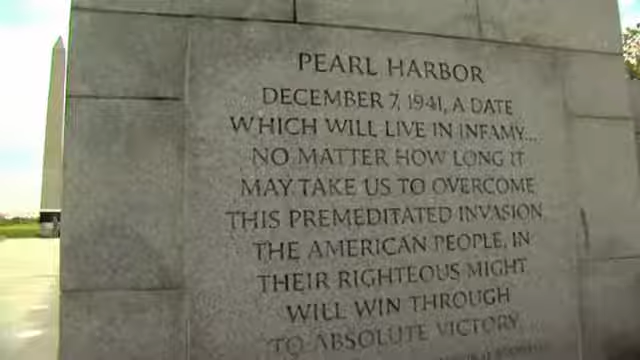 PEARL HARBOR
DECEMBER 7, 1941, A DATE
WHICH WILL LIVE IN INFAMY...
NO MATTER HOW LONG IT
MAY TAKE US TO OVERCOME
THIS PREMEDITATED INVASION
THE AMERICAN PEOPLE, IN
THEIR RIGHTEOUS MIGHT
WILL WIN THROUGH
TO ABSOLUTE VICTORY.